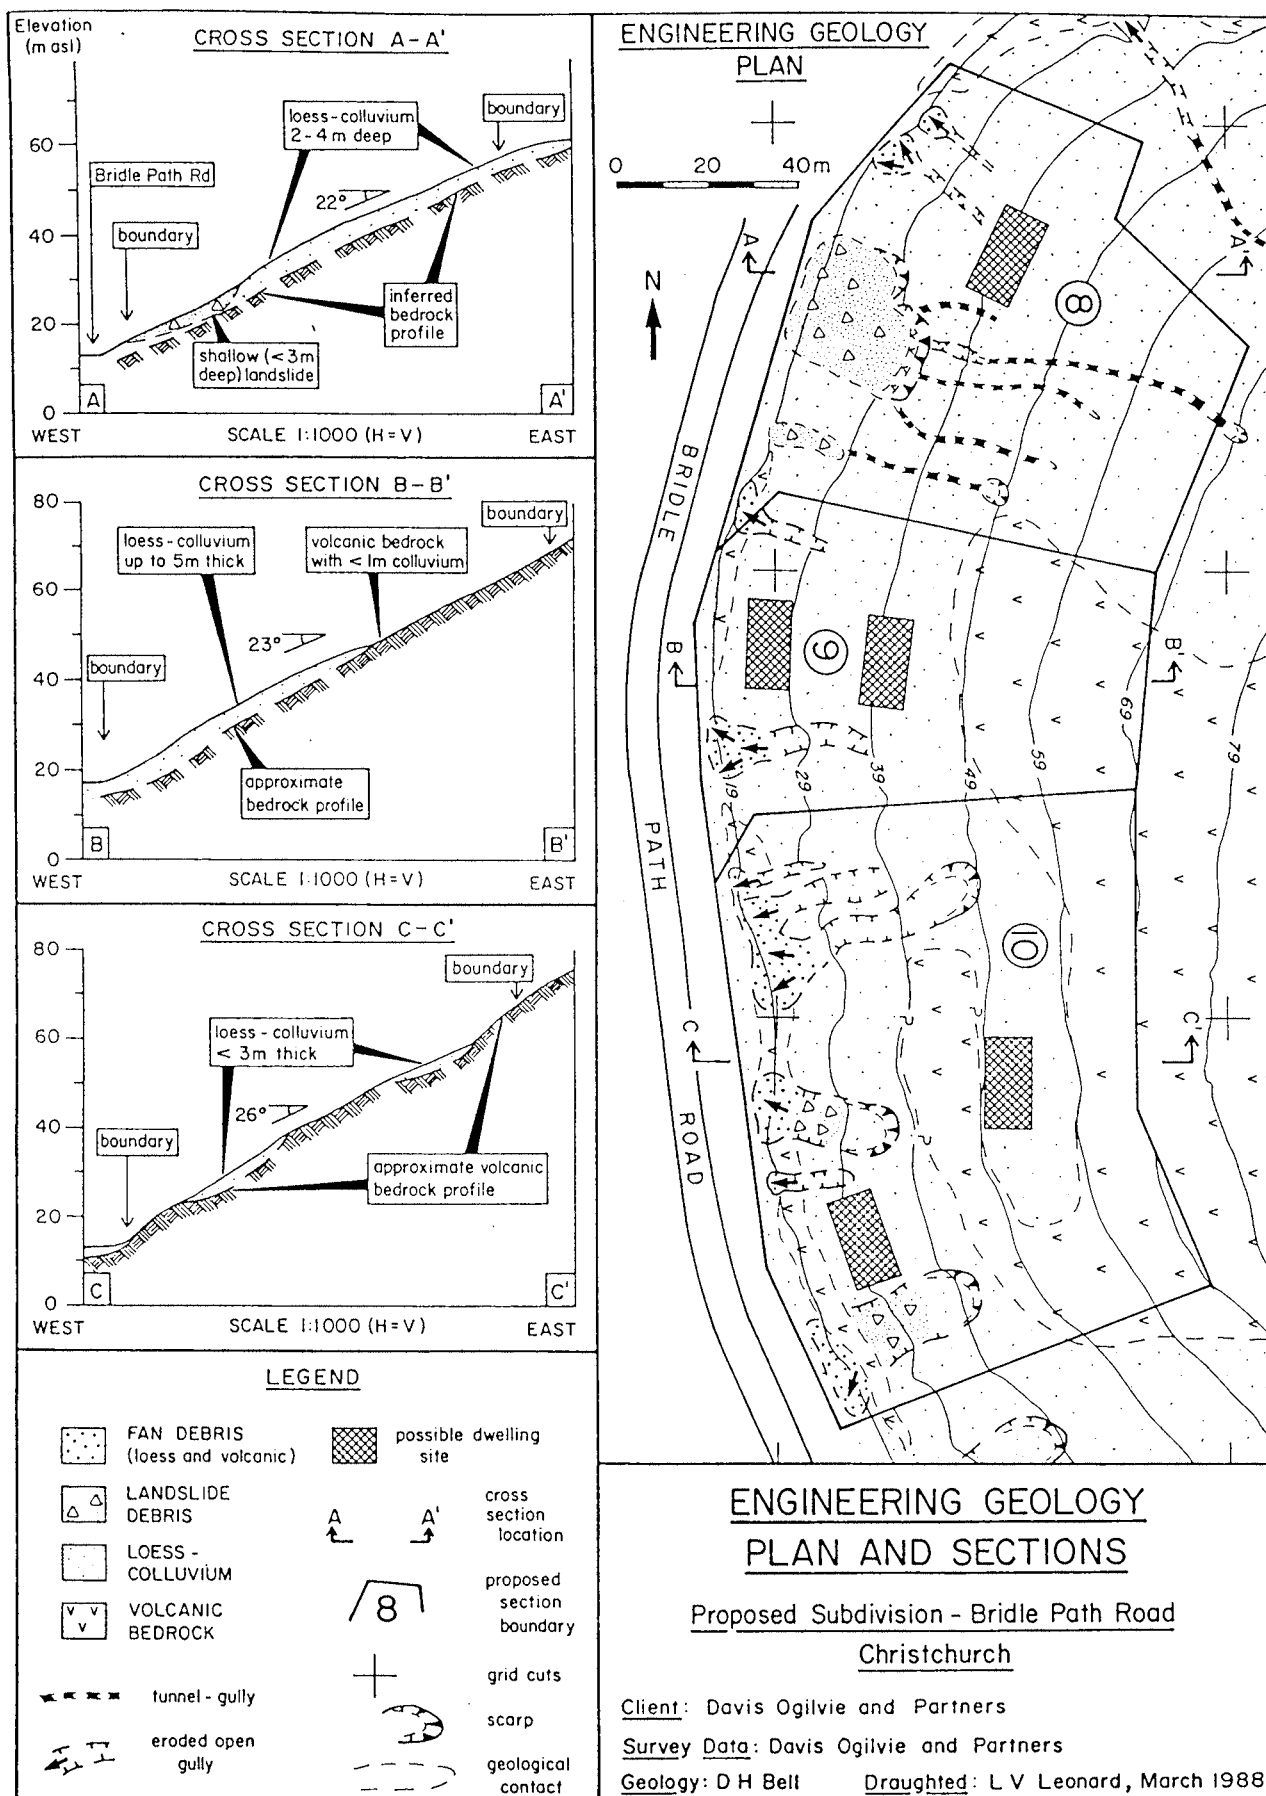 Elevation
(m asl)
CROSS SECTION A-A'
loess-colluvium
2-4 m deep
boundary
60
Bridle Path Rd
22°
boundary
40
inferred
bedrock
profile
20
shallow (<3m
deep) landslide
A
A'
0
WEST
SCALE 1:1000 (H=V)
EAST
CROSS SECTION B-B'
80
boundary
loess-colluvium
up to 5m thick
volcanic bedrock
with <1m colluvium
60
23°
boundary
40
20
approximate
bedrock profile
B
B'
0
WEST
SCALE 1:1000 (H=V)
EAST
CROSS SECTION C-C'
80
boundary
loess-colluvium
< 3m thick
60
26°
40
boundary
approximate volcanic
bedrock profile
20
C
C'
0
WEST
SCALE 1:1000 (H=V)
EAST
LEGEND
FAN DEBRIS
(loess and volcanic)
possible dwelling
site
LANDSLIDE
DEBRIS
A A'
cross
section
location
LOESS-
COLLUVIUM
8
proposed
section
boundary
VOLCANIC
BEDROCK
grid cuts
tunnel-gully
scarp
eroded open
gully
geological
contact
ENGINEERING GEOLOGY
PLAN
0 20 40m
A
A'
N
8
BRIDLE PATH ROAD
B
B'
9
19
29
39
49
59
69
79
10
C
C'
P
P
ENGINEERING GEOLOGY
PLAN AND SECTIONS
Proposed Subdivision - Bridle Path Road
Christchurch
Client: Davis Ogilvie and Partners
Survey Data: Davis Ogilvie and Partners
Geology: D H Bell Draughted: L V Leonard, March 1988